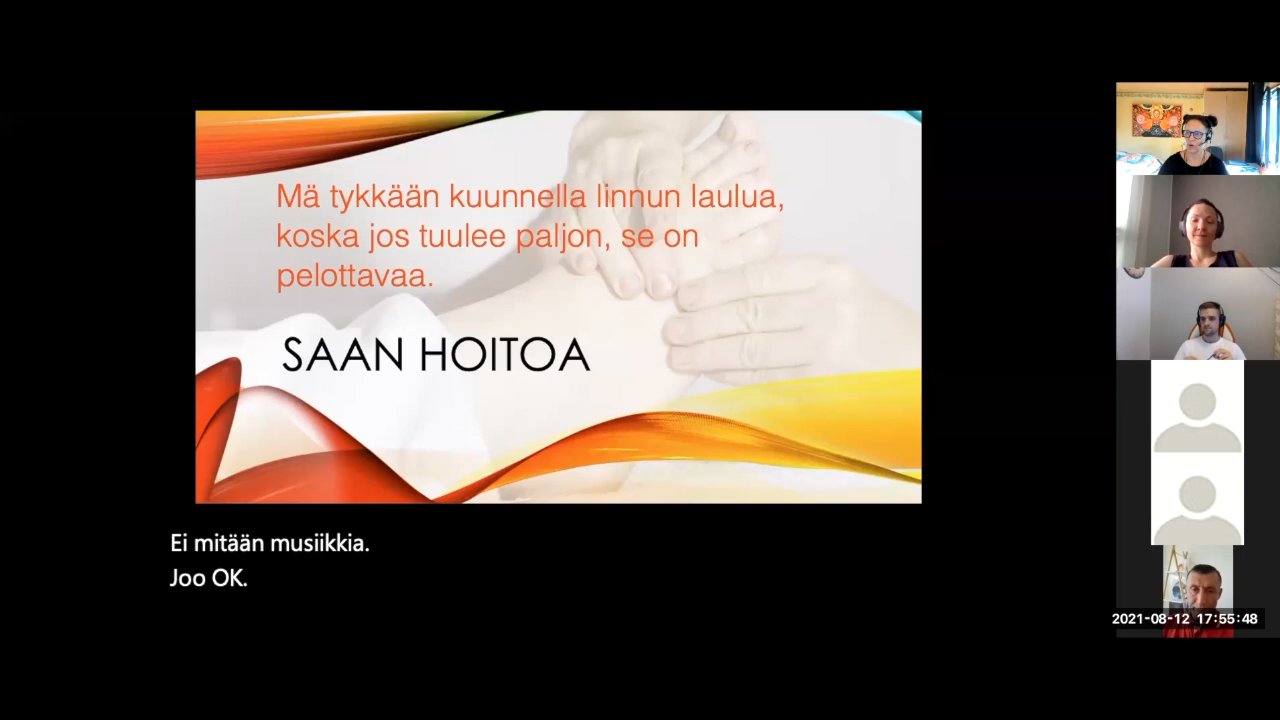 Mä tykkään kuunnella linnun laulua,
koska jos tuulee paljon, se on
pelottavaa.
SAAN HOITOA
Ei mitään musiikkia.
Joo OK.
2021-08-12 17:55:48